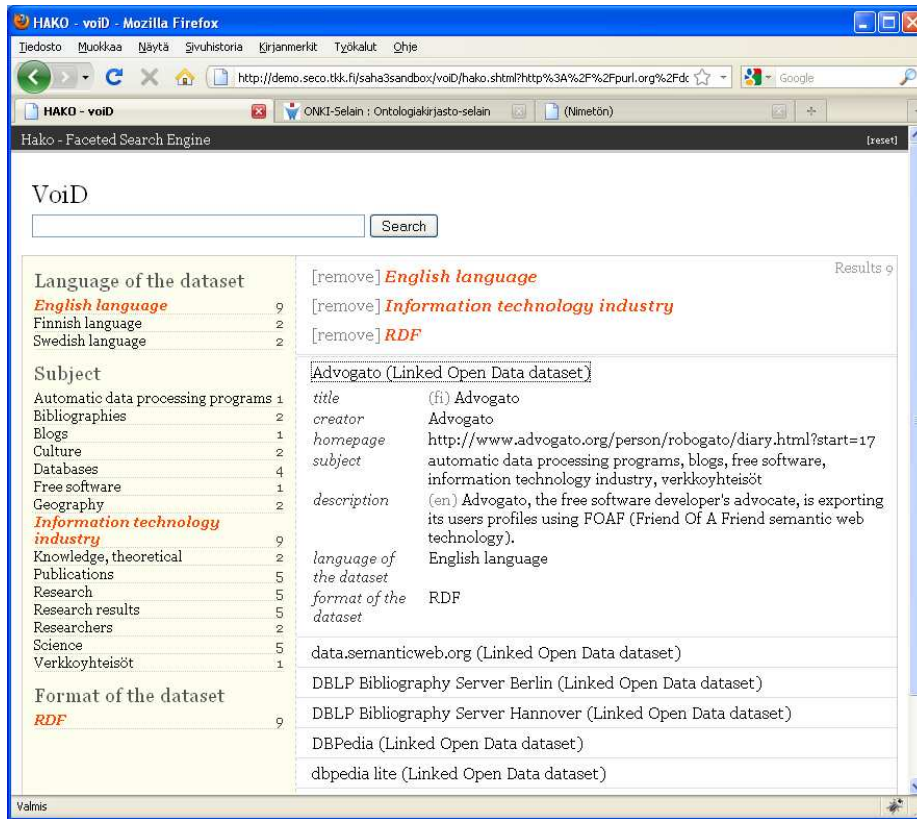 HAKO - voiD - Mozilla Firefox
Tiedosto Muokkaa Näytä Sivuhistoria Kirjanmerkit Työkalut Ohje
http://demo.seco.tkk.fi/saha3sandbox/voiD/hako.shtml?http%3A%2F%2Fpurl.org%2Fdc Google
HAKO - voiD ONKI-Selain : Ontologiakirjasto-selain (Nimetön)
Hako - Faceted Search Engine [reset]
VoiD
Search
Language of the dataset
English language 9
Finnish language 2
Swedish language 2
Subject
Automatic data processing programs 1
Bibliographies 2
Blogs 1
Culture 2
Databases 4
Free software 1
Geography 2
Information technology
industry 9
Knowledge, theoretical 2
Publications 5
Research 5
Research results 5
Researchers 2
Science 5
Verkkoyhteisöt 1
Format of the dataset
RDF 9
Results 9
[remove] English language
[remove] Information technology industry
[remove] RDF
Advogato (Linked Open Data dataset)
title (fi) Advogato
creator Advogato
homepage http://www.advogato.org/person/robogato/diary.html?start=17
subject automatic data processing programs, blogs, free software,
information technology industry, verkkoyhteisöt
description (en) Advogato, the free software developer's advocate, is exporting
its users profiles using FOAF (Friend Of A Friend semantic web
technology).
language of English language
the dataset
format of the RDF
dataset
data.semanticweb.org (Linked Open Data dataset)
DBLP Bibliography Server Berlin (Linked Open Data dataset)
DBLP Bibliography Server Hannover (Linked Open Data dataset)
DBPedia (Linked Open Data dataset)
dbpedia lite (Linked Open Data dataset)
Valmis